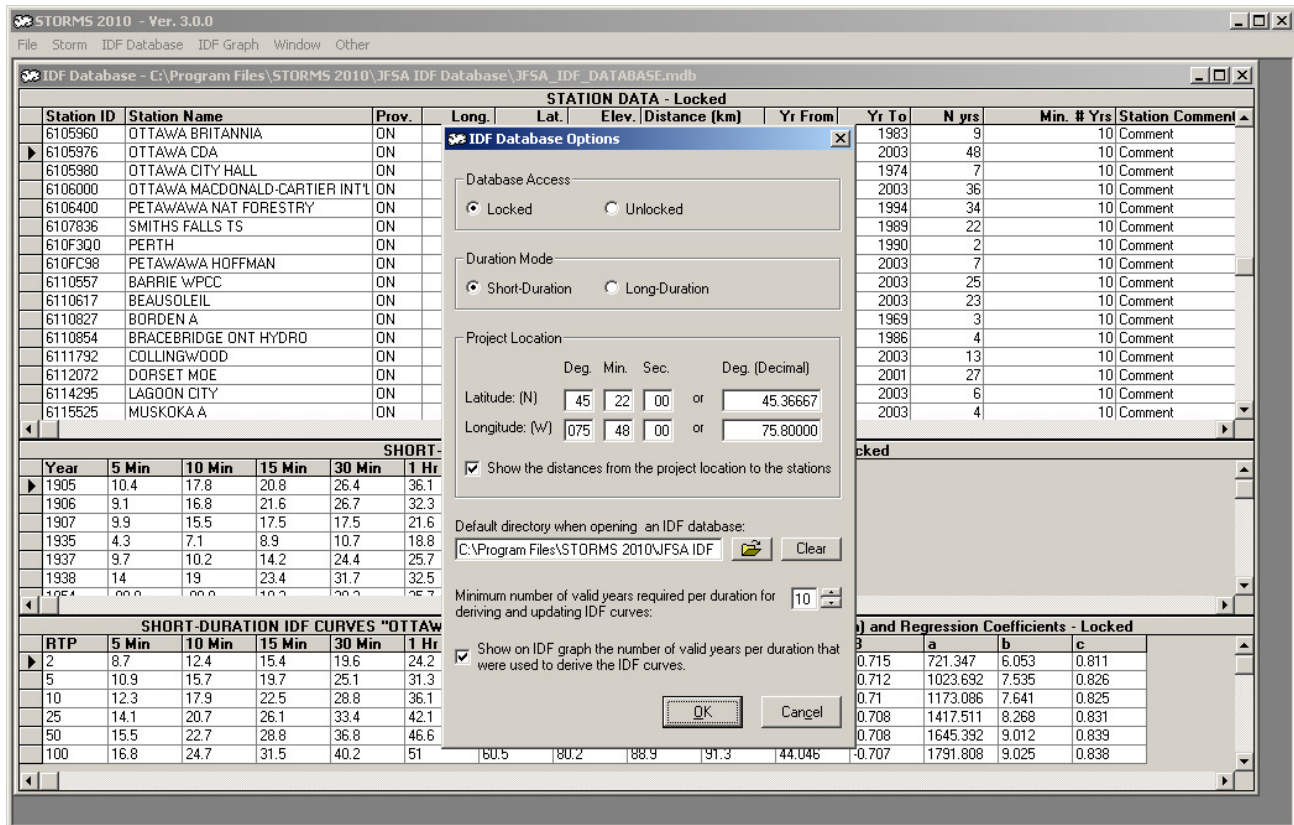 STORMS 2010 - Ver. 3.0.0
File Storm IDF Database IDF Graph Window Other
IDF Database - C:\Program Files\STORMS 2010\JFSA IDF Database\JFSA_IDF_DATABASE.mdb
STATION DATA - Locked
Station ID Station Name Prov. Long. Lat. Elev. Distance (km) Yr From Yr To N yrs Min. # Yrs Station Comment
6105960 OTTAWA BRITANNIA ON 1983 9 10 Comment
6105976 OTTAWA CDA ON 2003 48 10 Comment
6105980 OTTAWA CITY HALL ON 1974 7 10 Comment
6106000 OTTAWA MACDONALD-CARTIER INT'L ON 2003 36 10 Comment
6106400 PETAWAWA NAT FORESTRY ON 1994 34 10 Comment
6107836 SMITHS FALLS TS ON 1989 22 10 Comment
610F3Q0 PERTH ON 1990 2 10 Comment
610FC98 PETAWAWA HOFFMAN ON 2003 7 10 Comment
6110557 BARRIE WPCC ON 2003 25 10 Comment
6110617 BEAUSOLEIL ON 2003 23 10 Comment
6110827 BORDEN A ON 1969 3 10 Comment
6110854 BRACEBRIDGE ONT HYDRO ON 1986 4 10 Comment
6111792 COLLINGWOOD ON 2003 13 10 Comment
6112072 DORSET MOE ON 2001 27 10 Comment
6114295 LAGOON CITY ON 2003 6 10 Comment
6115525 MUSKOKA A ON 2003 4 10 Comment
IDF Database Options
Database Access
Locked Unlocked
Duration Mode
Short-Duration Long-Duration
Project Location
Deg. Min. Sec. Deg. (Decimal)
Latitude: (N) 45 22 00 or 45.36667
Longitude: (W) 075 48 00 or 75.80000
Show the distances from the project location to the stations
Default directory when opening an IDF database:
C:\Program Files\STORMS 2010\JFSA IDF Clear
Minimum number of valid years required per duration for
deriving and updating IDF curves: 10
Show on IDF graph the number of valid years per duration that
were used to derive the IDF curves.
OK Cancel
SHORT- cked
Year 5 Min 10 Min 15 Min 30 Min 1 Hr
1905 10.4 17.8 20.8 26.4 36.1
1906 9.1 16.8 21.6 26.7 32.3
1907 9.9 15.5 17.5 17.5 21.6
1935 4.3 7.1 8.9 10.7 18.8
1937 9.7 10.2 14.2 24.4 25.7
1938 14 19 23.4 31.7 32.5
SHORT-DURATION IDF CURVES "OTTAW ) and Regression Coefficients - Locked
RTP 5 Min 10 Min 15 Min 30 Min 1 Hr a b c
2 8.7 12.4 15.4 19.6 24.2 0.715 721.347 6.053 0.811
5 10.9 15.7 19.7 25.1 31.3 0.712 1023.692 7.535 0.826
10 12.3 17.9 22.5 28.8 36.1 0.71 1173.086 7.641 0.825
25 14.1 20.7 26.1 33.4 42.1 0.708 1417.511 8.268 0.831
50 15.5 22.7 28.8 36.8 46.6 0.708 1645.392 9.012 0.839
100 16.8 24.7 31.5 40.2 51 60.5 80.2 88.9 91.3 44.046 -0.707 1791.808 9.025 0.838